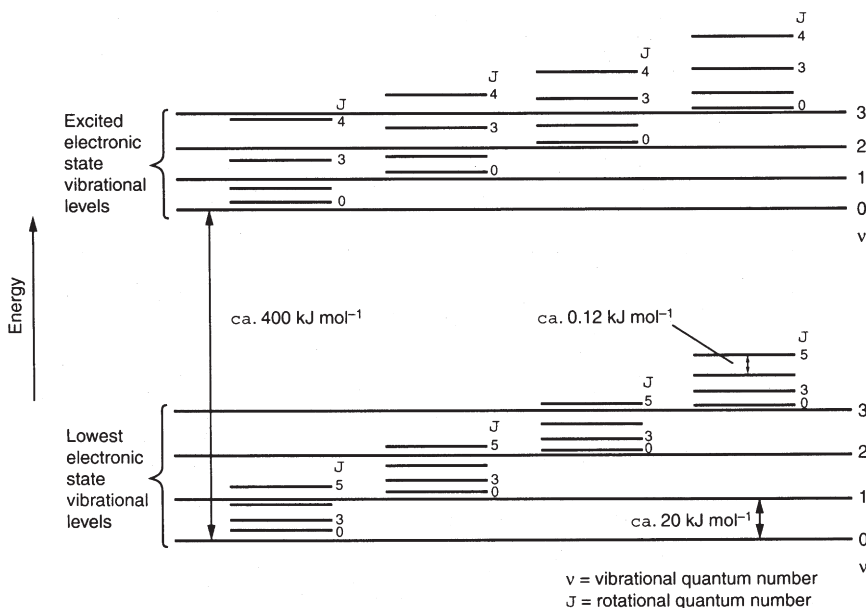 J
4
3
0
J
4
3
0
J
4
3
0
J
4
3
0
3
2
1
0
ν
Excited
electronic
state
vibrational
levels
Energy
ca. 400 kJ mol⁻¹
ca. 0.12 kJ mol⁻¹
J
5
3
0
J
5
3
0
J
5
3
0
J
5
3
0
3
2
1
0
ν
Lowest
electronic
state
vibrational
levels
ca. 20 kJ mol⁻¹
ν = vibrational quantum number
J = rotational quantum number